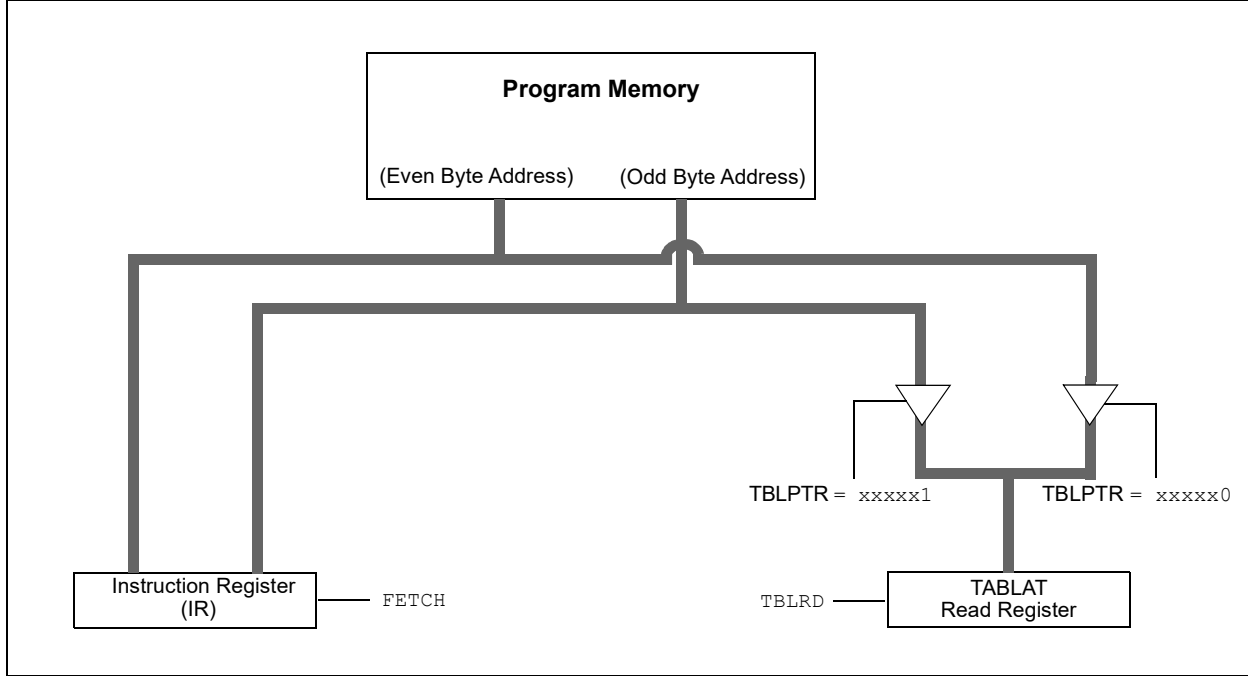 Program Memory
(Even Byte Address) (Odd Byte Address)
TBLPTR = xxxxx1 TBLPTR = xxxxx0
Instruction Register
(IR)
FETCH
TBLRD
TABLAT
Read Register